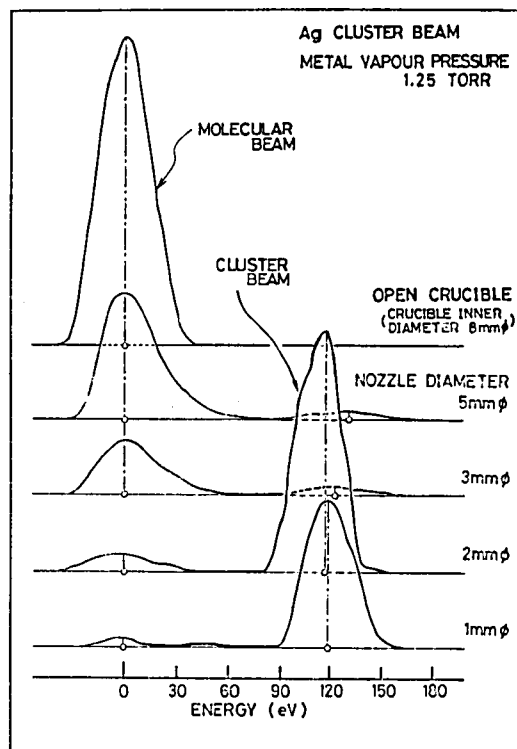 Ag CLUSTER BEAM
METAL VAPOUR PRESSURE
1.25 TORR
MOLECULAR
BEAM
CLUSTER
BEAM
OPEN CRUCIBLE
(CRUCIBLE INNER
DIAMETER 8mmϕ)
NOZZLE DIAMETER
5mmϕ
3mmϕ
2mmϕ
1mmϕ
0 30 60 90 120 150 180
ENERGY (eV)